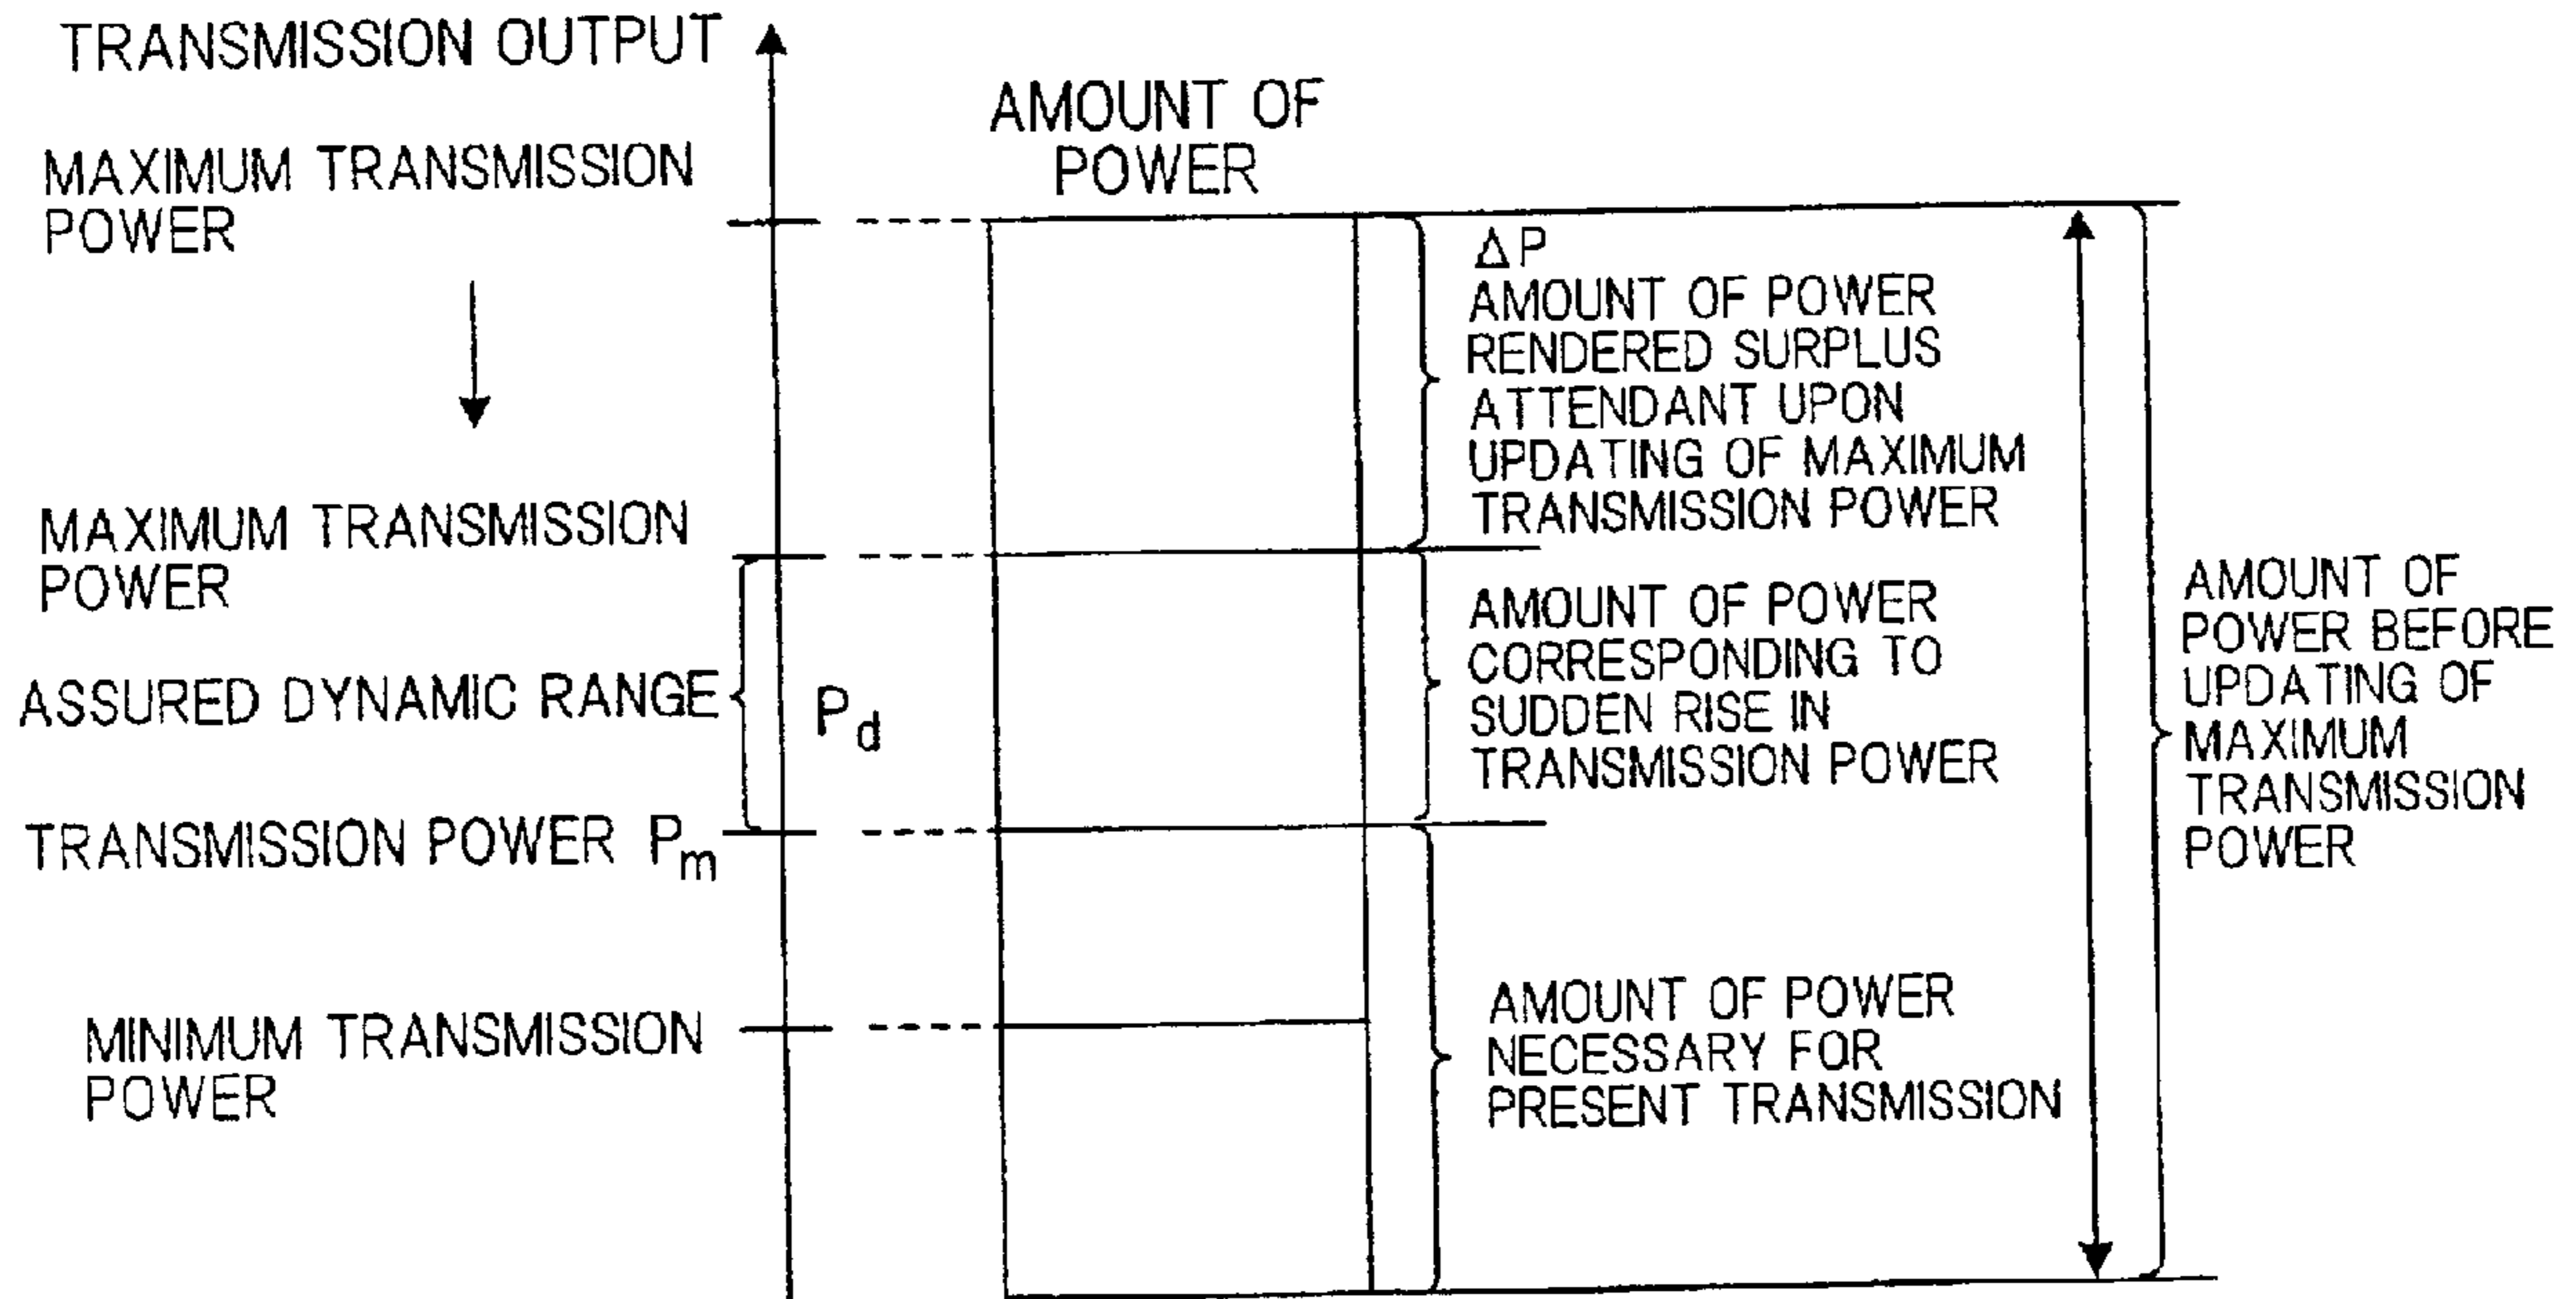 TRANSMISSION OUTPUT
AMOUNT OF
POWER
MAXIMUM TRANSMISSION
POWER
ΔP
AMOUNT OF POWER
RENDERED SURPLUS
ATTENDANT UPON
UPDATING OF MAXIMUM
TRANSMISSION POWER
MAXIMUM TRANSMISSION
POWER
ASSURED DYNAMIC RANGE
Pd
AMOUNT OF POWER
CORRESPONDING TO
SUDDEN RISE IN
TRANSMISSION POWER
AMOUNT OF
POWER BEFORE
UPDATING OF
MAXIMUM
TRANSMISSION
POWER
TRANSMISSION POWER Pm
MINIMUM TRANSMISSION
POWER
AMOUNT OF POWER
NECESSARY FOR
PRESENT TRANSMISSION